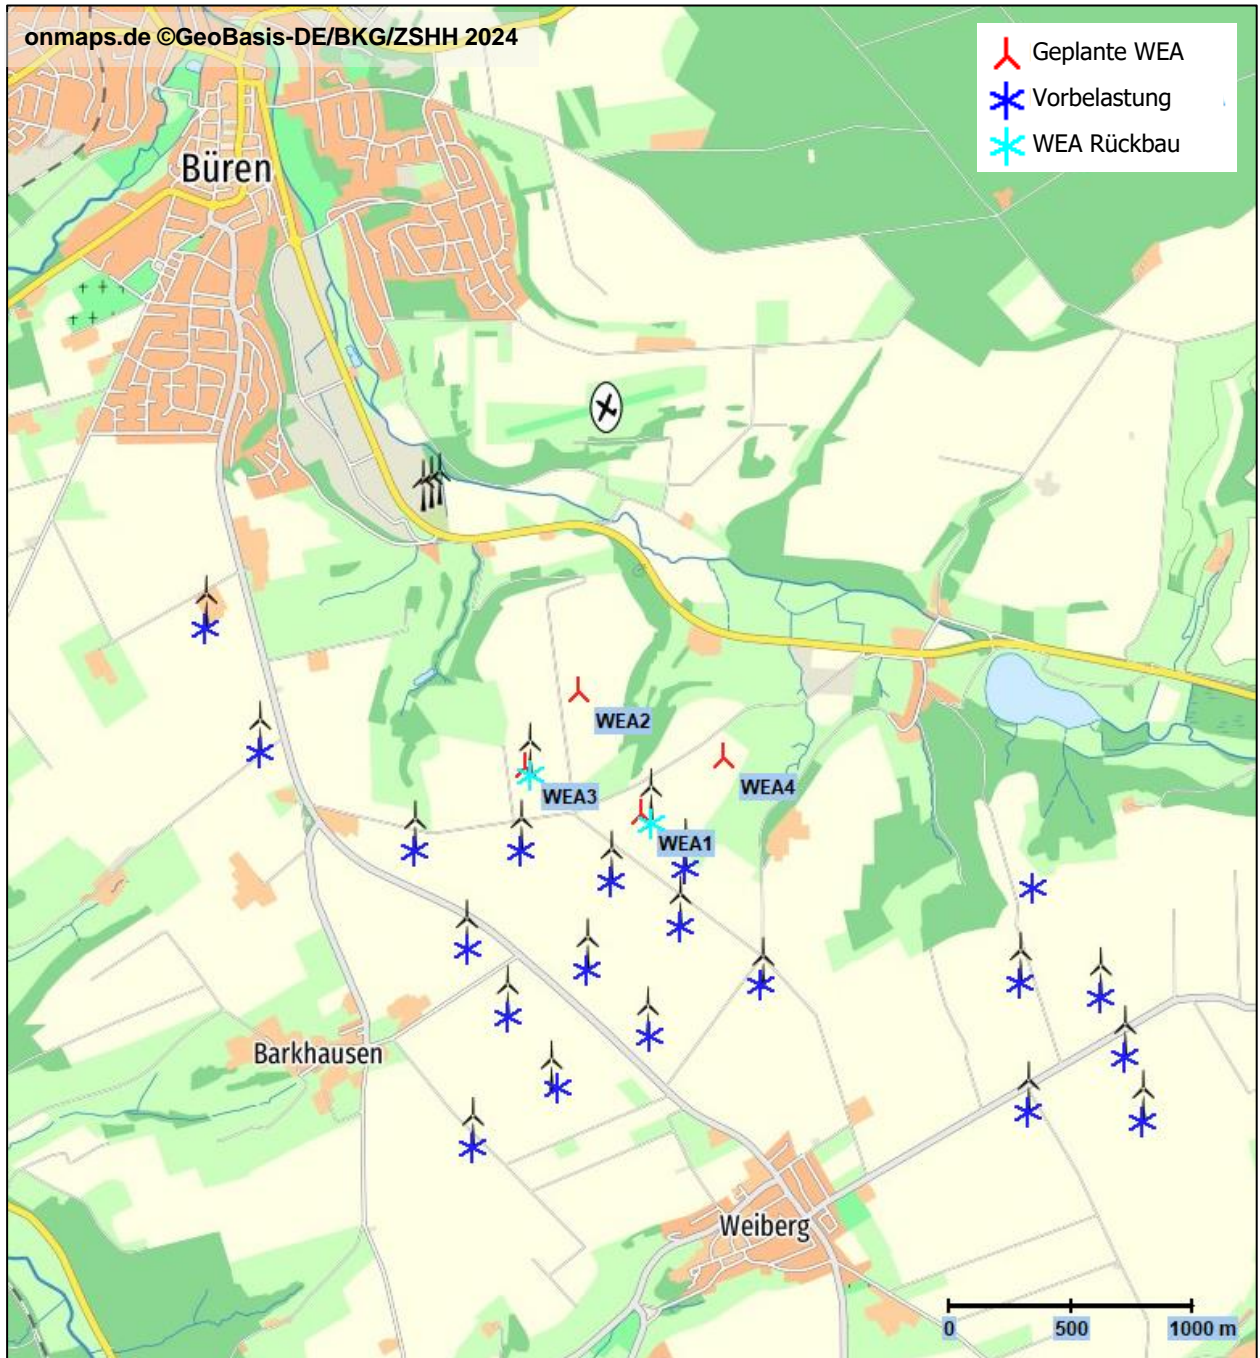 onmaps.de ©GeoBasis-DE/BKG/ZSHH 2024
Geplante WEA
Vorbelastung
WEA Rückbau
Büren
WEA2
WEA4
WEA3
WEA1
Barkhausen
Weiberg
0 500 1000 m